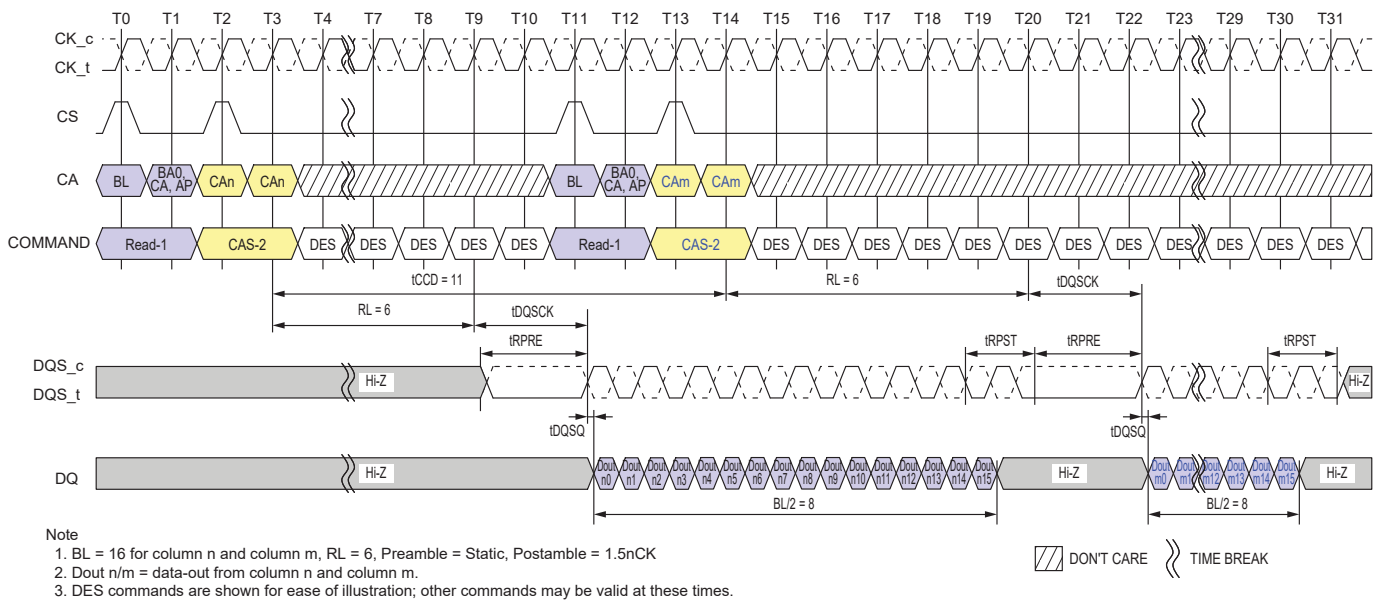 T0 T1 T2 T3 T4 T7 T8 T9 T10 T11 T12 T13 T14 T15 T16 T17 T18 T19 T20 T21 T22 T23 T29 T30 T31
CK_c
CK_t
CS
CA BL BA0, CA, AP CAn CAn BL BA0, CA, AP CAm CAm
COMMAND Read-1 CAS-2 DES DES DES DES DES Read-1 CAS-2 DES DES DES DES DES DES DES DES DES DES DES DES
tCCD = 11 RL = 6 tDQSCK
RL = 6 tDQSCK
tRPRE tRPST tRPRE tRPST
DQS_c
DQS_t
Hi-Z Hi-Z
tDQSQ tDQSQ
DQ Hi-Z Dout n0 Dout n1 Dout n2 Dout n3 Dout n4 Dout n5 Dout n6 Dout n7 Dout n8 Dout n9 Dout n10 Dout n11 Dout n12 Dout n13 Dout n14 Dout n15 Hi-Z Dout m0 Dout m1 Dout m12 Dout m13 Dout m14 Dout m15 Hi-Z
BL/2 = 8 BL/2 = 8
Note
1. BL = 16 for column n and column m, RL = 6, Preamble = Static, Postamble = 1.5nCK
2. Dout n/m = data-out from column n and column m.
3. DES commands are shown for ease of illustration; other commands may be valid at these times.
DON'T CARE TIME BREAK